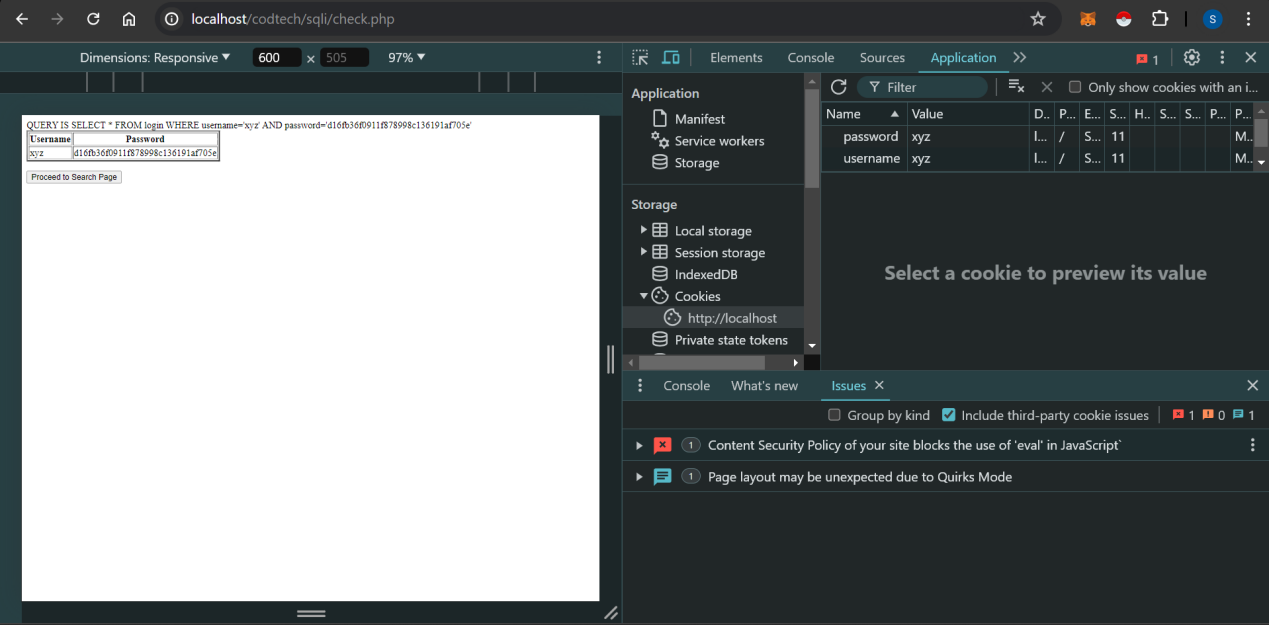 localhost/codtech/sqli/check.php
S
Dimensions: Responsive
600 × 505
97%
Elements
Console
Sources
Application
1
QUERY IS SELECT * FROM login WHERE username='xyz' AND password='d16fb36f0911f878998c136191af705e'
Username Password
xyz d16fb36f0911f878998c136191af705e
Proceed to Search Page
Application
Manifest
Service workers
Storage
Storage
Local storage
Session storage
IndexedDB
Cookies
http://localhost
Private state tokens
Filter
Only show cookies with an i...
Name Value D.. P... E... S... H.. S... S... P... P...
password xyz l... / S... 11 M..
username xyz l... / S... 11 M..
Select a cookie to preview its value
Console
What's new
Issues
Group by kind
Include third-party cookie issues
1 0 1
1 Content Security Policy of your site blocks the use of 'eval' in JavaScript`
1 Page layout may be unexpected due to Quirks Mode